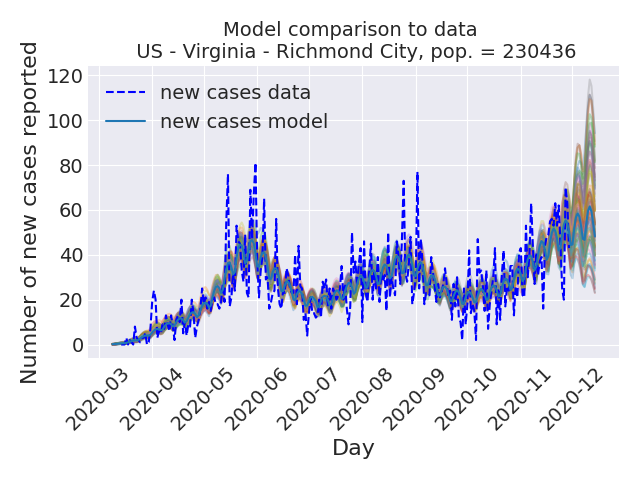 Model comparison to data
US - Virginia - Richmond City, pop. = 230436
Number of new cases reported
120
100
80
60
40
20
0
new cases data
new cases model
2020-03
2020-04
2020-05
2020-06
2020-07
2020-08
2020-09
2020-10
2020-11
2020-12
Day